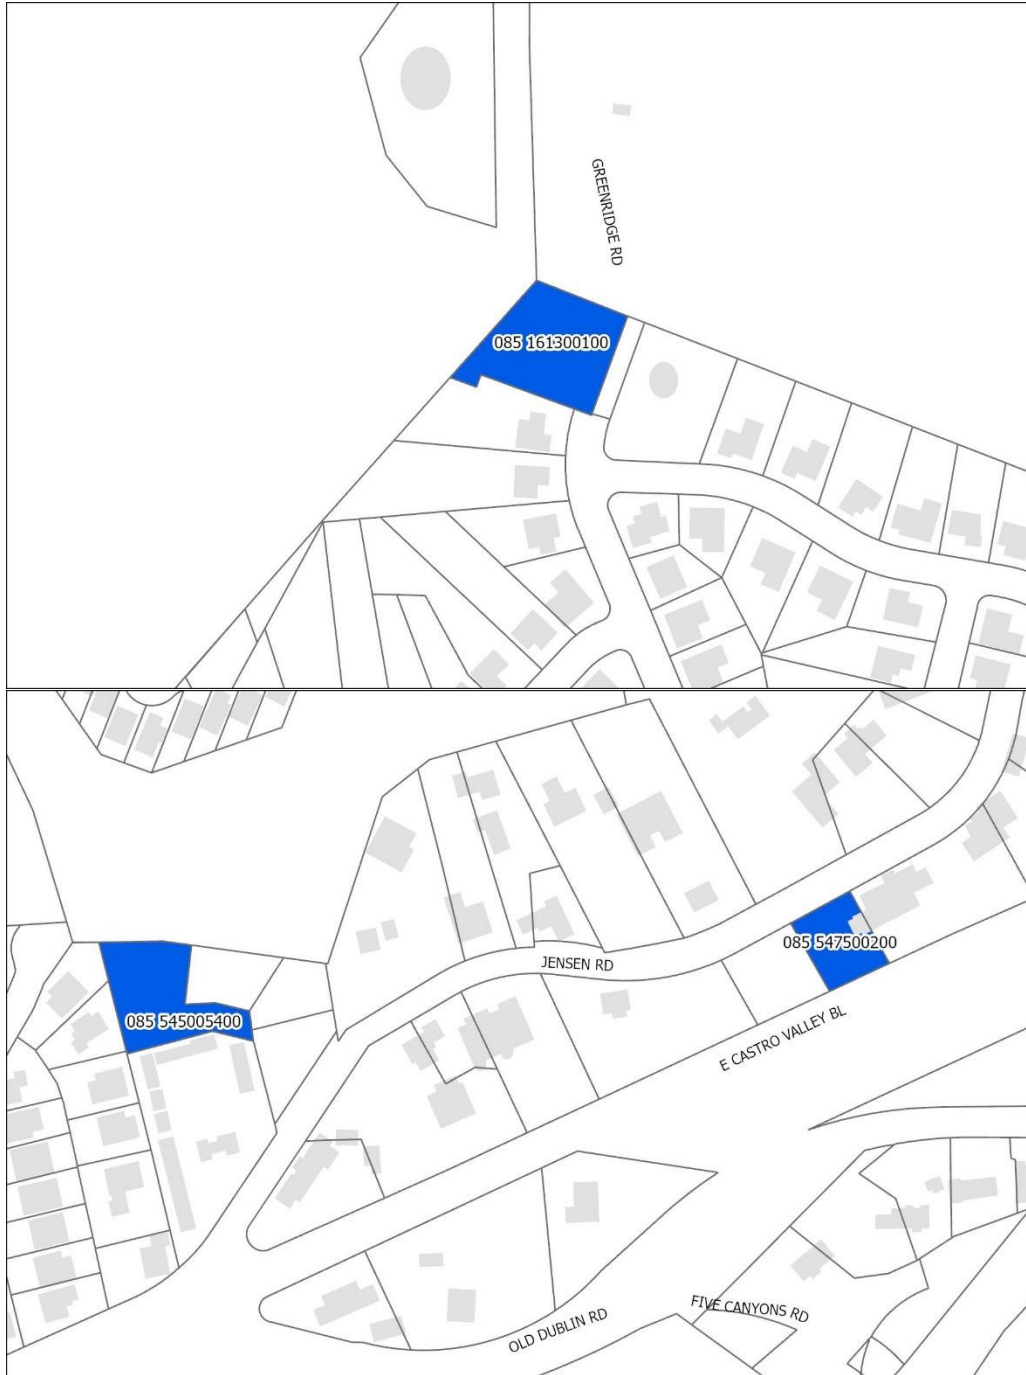 GREENRIDGE RD
085 161300100
085 547500200
JENSEN RD
085 545005400
E CASTRO VALLEY BL
FIVE CANYONS RD
OLD DUBLIN RD